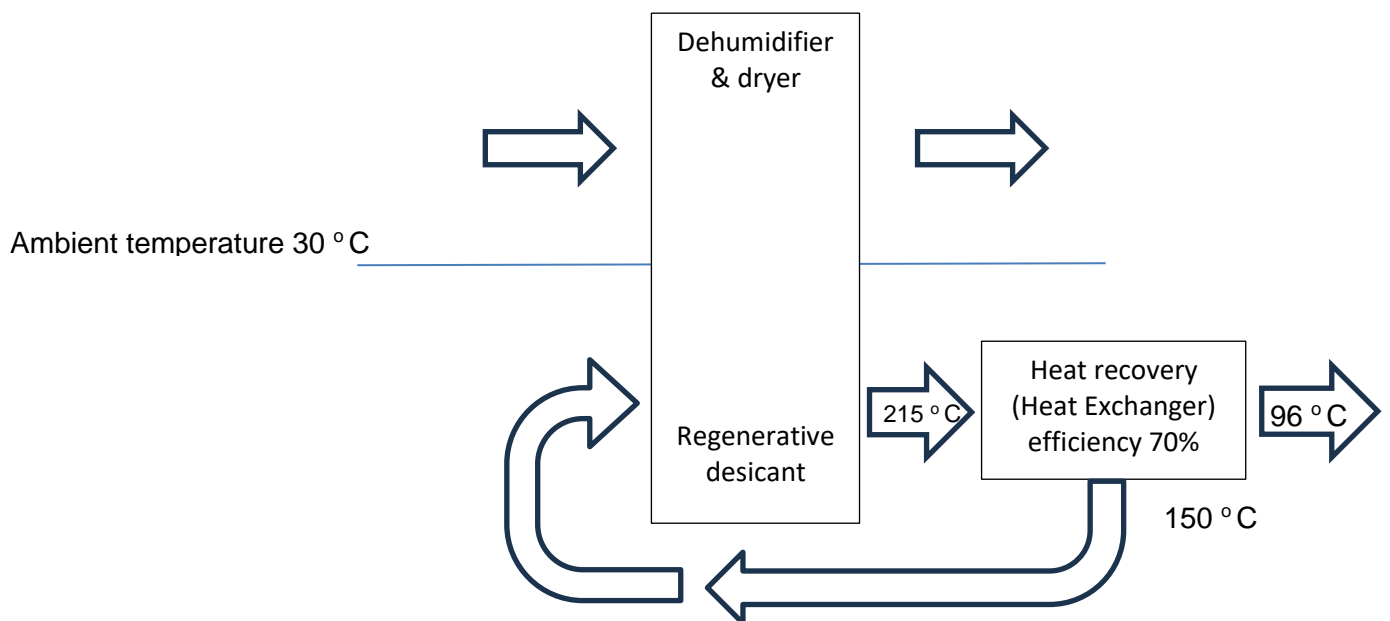 Dehumidifier
& dryer
Ambient temperature 30 ° C
Regenerative
desicant
215 ° C
Heat recovery
(Heat Exchanger)
efficiency 70%
96 ° C
150 ° C